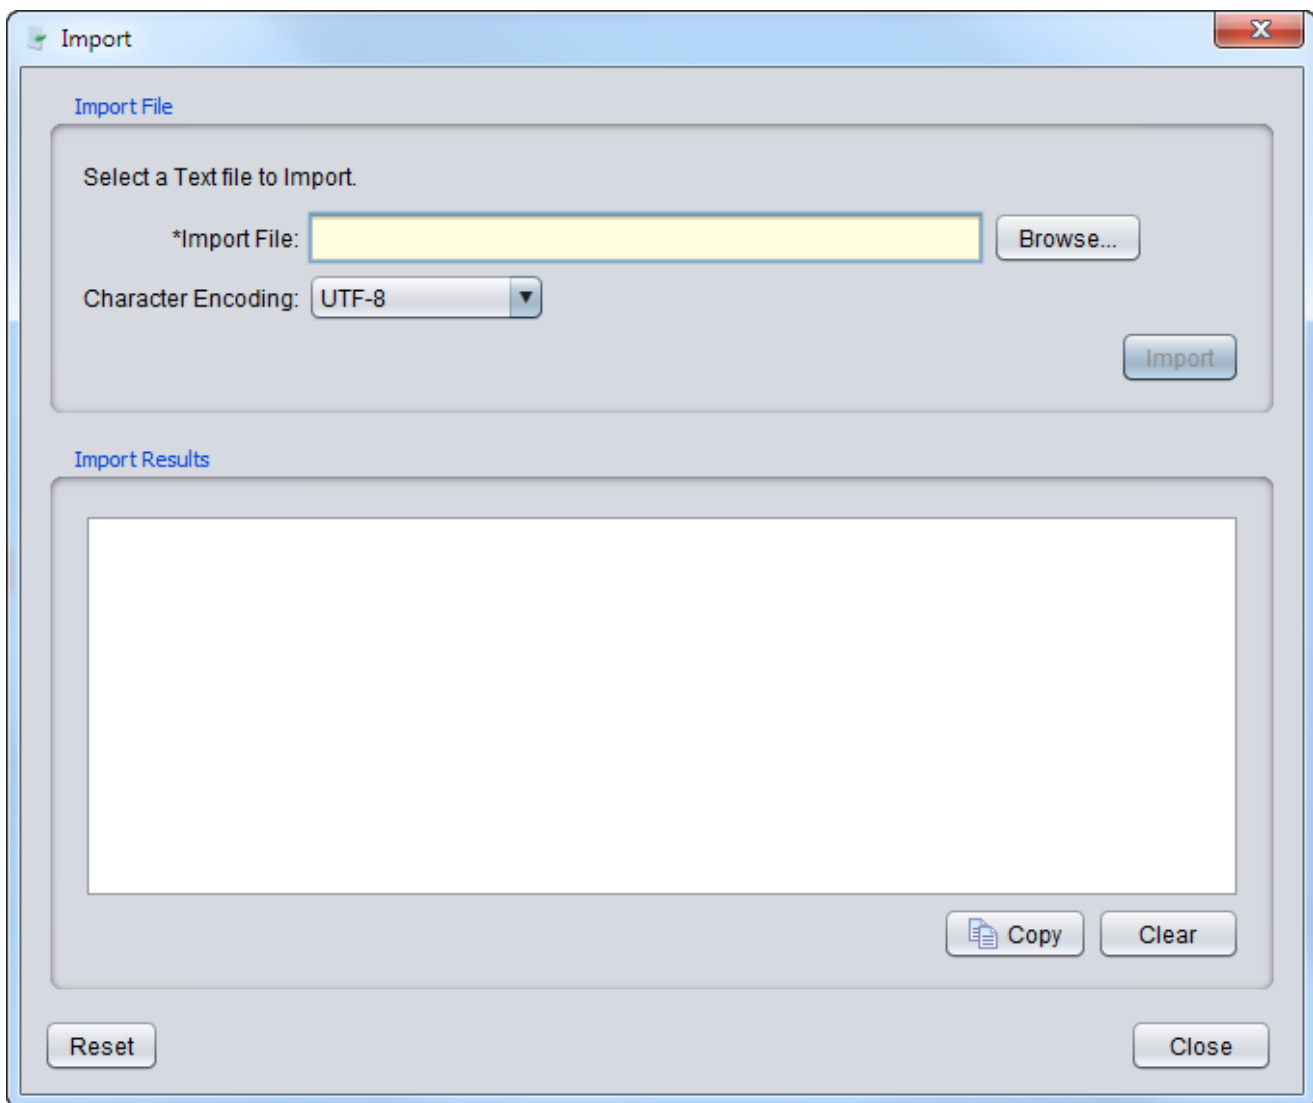 Import
Import File
Select a Text file to Import.
*Import File:
Browse...
Character Encoding: UTF-8
Import
Import Results
Copy
Clear
Reset
Close